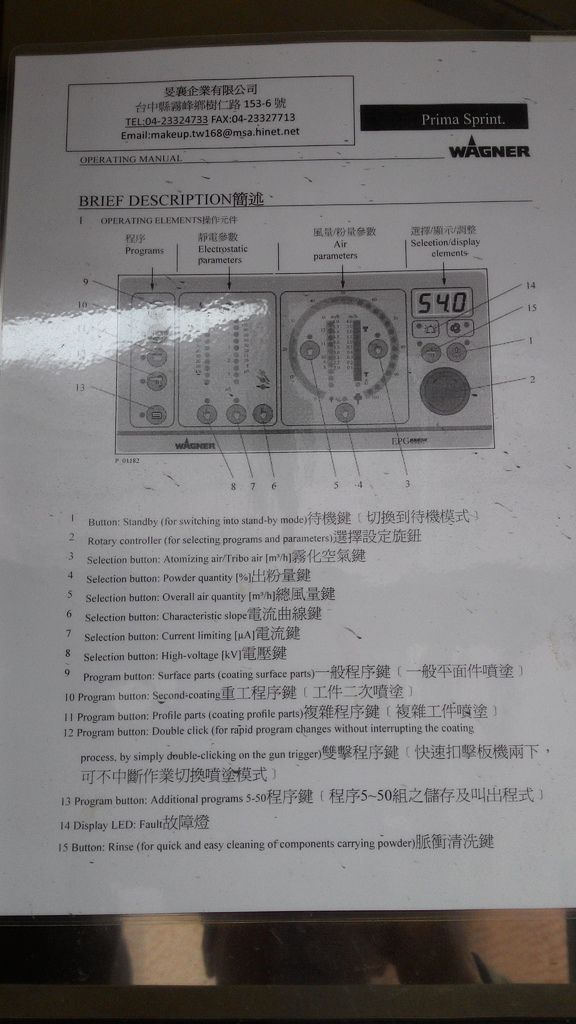 旻襄企業有限公司
台中縣霧峰鄉樹仁路 153-6 號
TEL:04-23324733 FAX:04-23327713
Email:makeup.tw168@msa.hinet.net
Prima Sprint.
WAGNER
OPERATING MANUAL
BRIEF DESCRIPTION簡述
1 OPERATING ELEMENTS操作元件
程序
Programs
靜電參數
Electrostatic
parameters
風量/粉量參數
Air
parameters
選擇/顯示/調整
Selection/display
elements
9
10
11
12
13
540
14
15
1
2
WAGNER
P_01182
8 7 6 5 4 3
1 Button: Standby (for switching into stand-by mode)待機鍵﹝切換到待機模式﹞
2 Rotary controller (for selecting programs and parameters)選擇設定旋鈕
3 Selection button: Atomizing air/Tribo air [m³/h]霧化空氣鍵
4 Selection button: Powder quantity [%]出粉量鍵
5 Selection button: Overall air quantity [m³/h]總風量鍵
6 Selection button: Characteristic slope電流曲線鍵
7 Selection button: Current limiting [μA]電流鍵
8 Selection button: High-voltage [kV]電壓鍵
9 Program button: Surface parts (coating surface parts)一般程序鍵﹝一般平面件噴塗﹞
10 Program button: Second-coating重工程序鍵﹝工件二次噴塗﹞
11 Program button: Profile parts (coating profile parts)複雜程序鍵﹝複雜工件噴塗﹞
12 Program button: Double click (for rapid program changes without interrupting the coating
process, by simply double-clicking on the gun trigger)雙擊程序鍵﹝快速扣擊板機兩下，
可不中斷作業切換噴塗模式﹞
13 Program button: Additional programs 5-50程序鍵﹝程序5~50組之儲存及叫出程式﹞
14 Display LED: Fault故障燈
15 Button: Rinse (for quick and easy cleaning of components carrying powder)脈衝清洗鍵